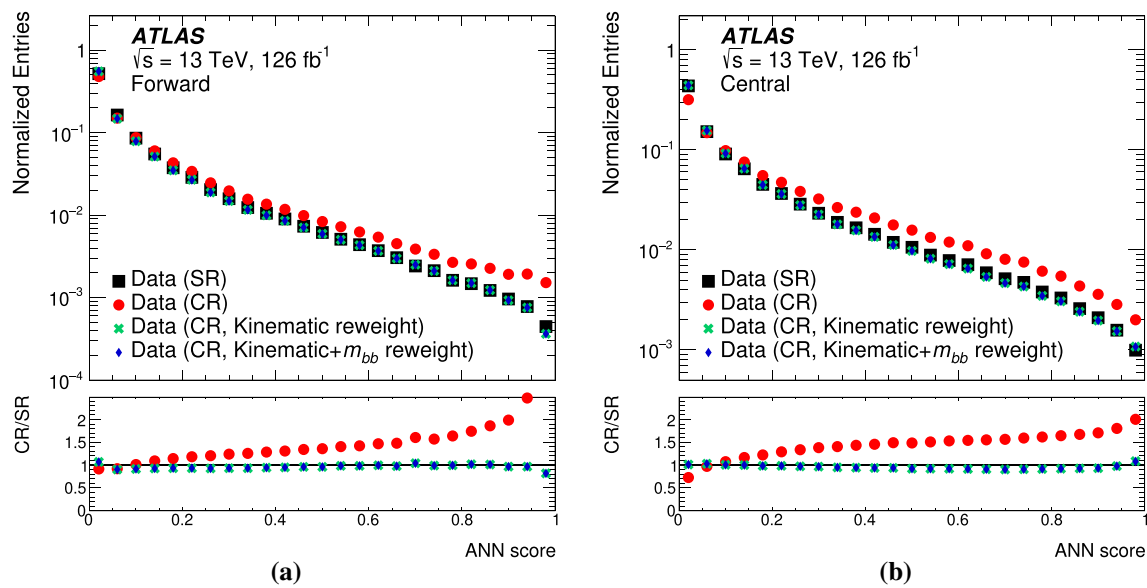 Normalized Entries
ATLAS
√s = 13 TeV, 126 fb⁻¹
Forward
1
10⁻¹
10⁻²
10⁻³
10⁻⁴
Data (SR)
Data (CR)
Data (CR, Kinematic reweight)
Data (CR, Kinematic+m_bb reweight)
CR/SR
2
1.5
1
0.5
0
0 0.2 0.4 0.6 0.8 1
ANN score
(a)
Normalized Entries
ATLAS
√s = 13 TeV, 126 fb⁻¹
Central
1
10⁻¹
10⁻²
10⁻³
Data (SR)
Data (CR)
Data (CR, Kinematic reweight)
Data (CR, Kinematic+m_bb reweight)
CR/SR
2
1.5
1
0.5
0
0 0.2 0.4 0.6 0.8 1
ANN score
(b)